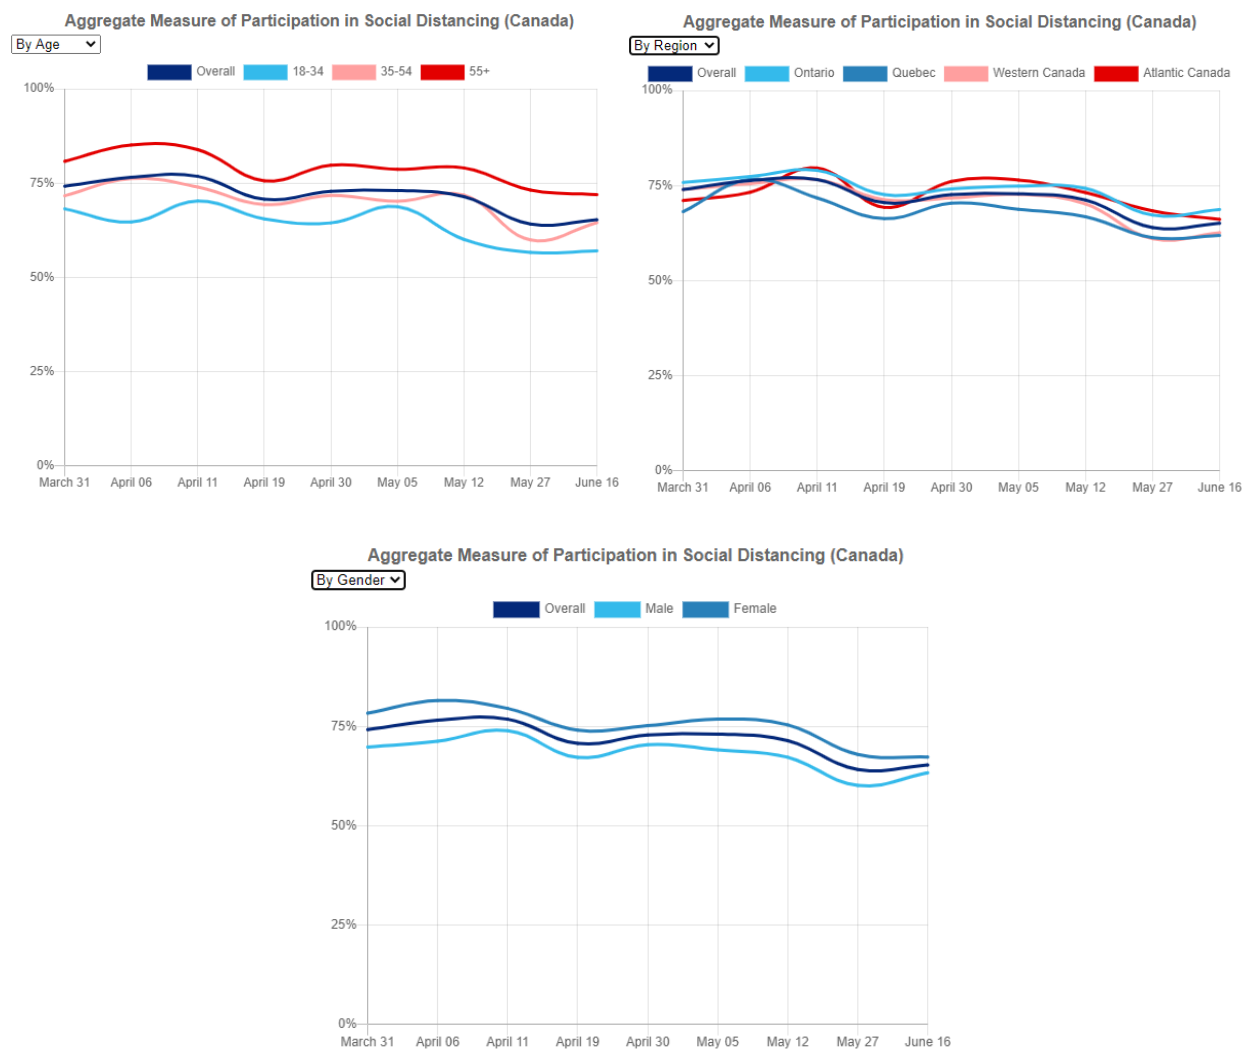 Aggregate Measure of Participation in Social Distancing (Canada)
By Age
Overall 18-34 35-54 55+
100%
75%
50%
25%
0%
March 31 April 06 April 11 April 19 April 30 May 05 May 12 May 27 June 16
Aggregate Measure of Participation in Social Distancing (Canada)
By Region
Overall Ontario Quebec Western Canada Atlantic Canada
100%
75%
50%
25%
0%
March 31 April 06 April 11 April 19 April 30 May 05 May 12 May 27 June 16
Aggregate Measure of Participation in Social Distancing (Canada)
By Gender
Overall Male Female
100%
75%
50%
25%
0%
March 31 April 06 April 11 April 19 April 30 May 05 May 12 May 27 June 16